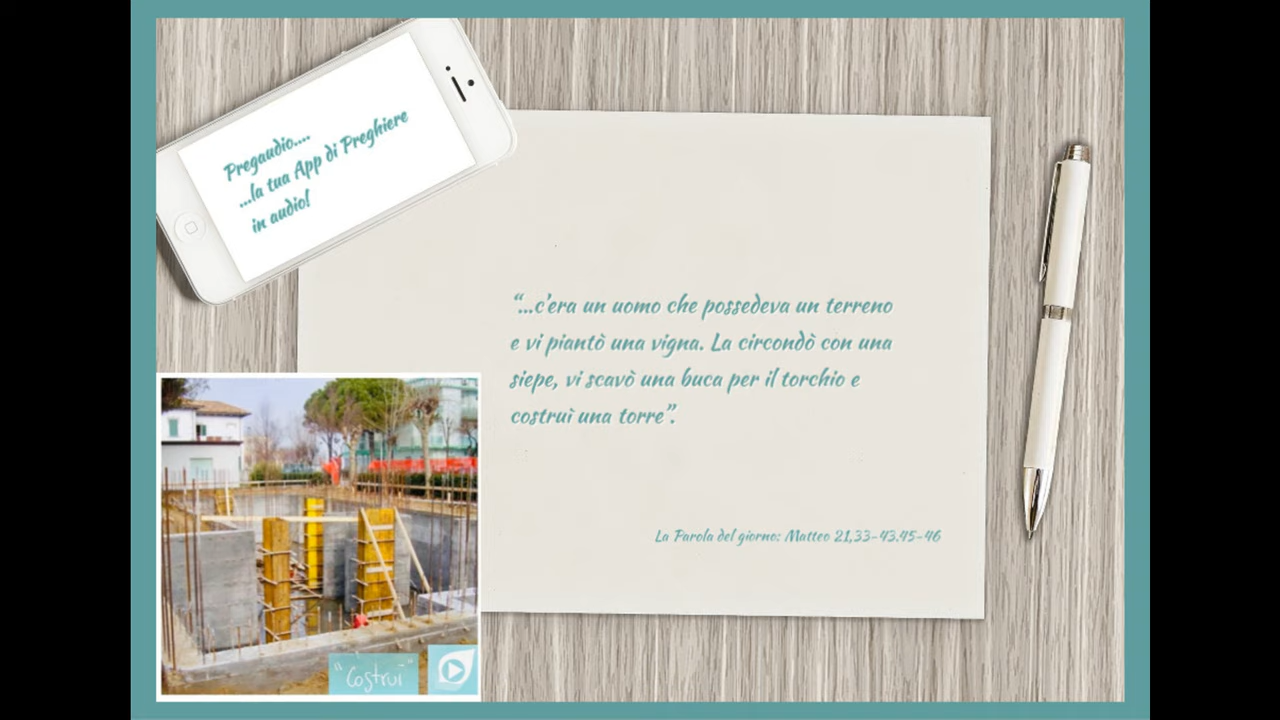 Pregaudio....
...la tua App di Preghiere
in audio!
“...c’era un uomo che possedeva un terreno
e vi piantò una vigna. La circondò con una
siepe, vi scavò una buca per il torchio e
costruì una torre”.
La Parola del giorno: Matteo 21,33-43.45-46
"Costruì"